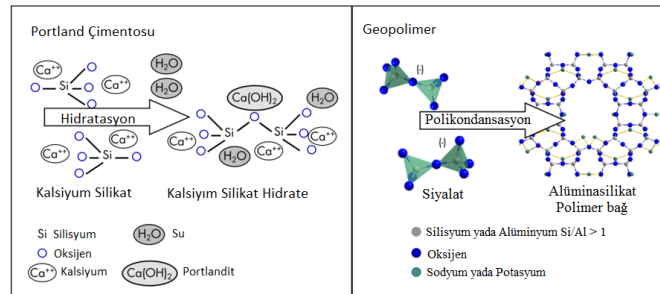 Portland Çimentosu
Ca⁺⁺
Si
Ca⁺⁺
H₂O
H₂O
Hidratasyon
Ca(OH)₂
H₂O
Ca⁺⁺
Si
Ca⁺⁺
Ca⁺⁺
Si
Si
Ca⁺⁺
H₂O
Ca⁺⁺
Kalsiyum Silikat
Kalsiyım Silikat Hidrate
Si Silisyum
H₂O Su
Oksijen
Ca⁺⁺ Kalsiyum
Ca(OH)₂ Portlandit
Geopolimer
(-)
Polikondansasyon
(-)
Siyalat
Alüminasilikat
Polimer bağ
Silisyum yada Alüminyum Si/Al > 1
Oksijen
Sodyum yada Potasyum